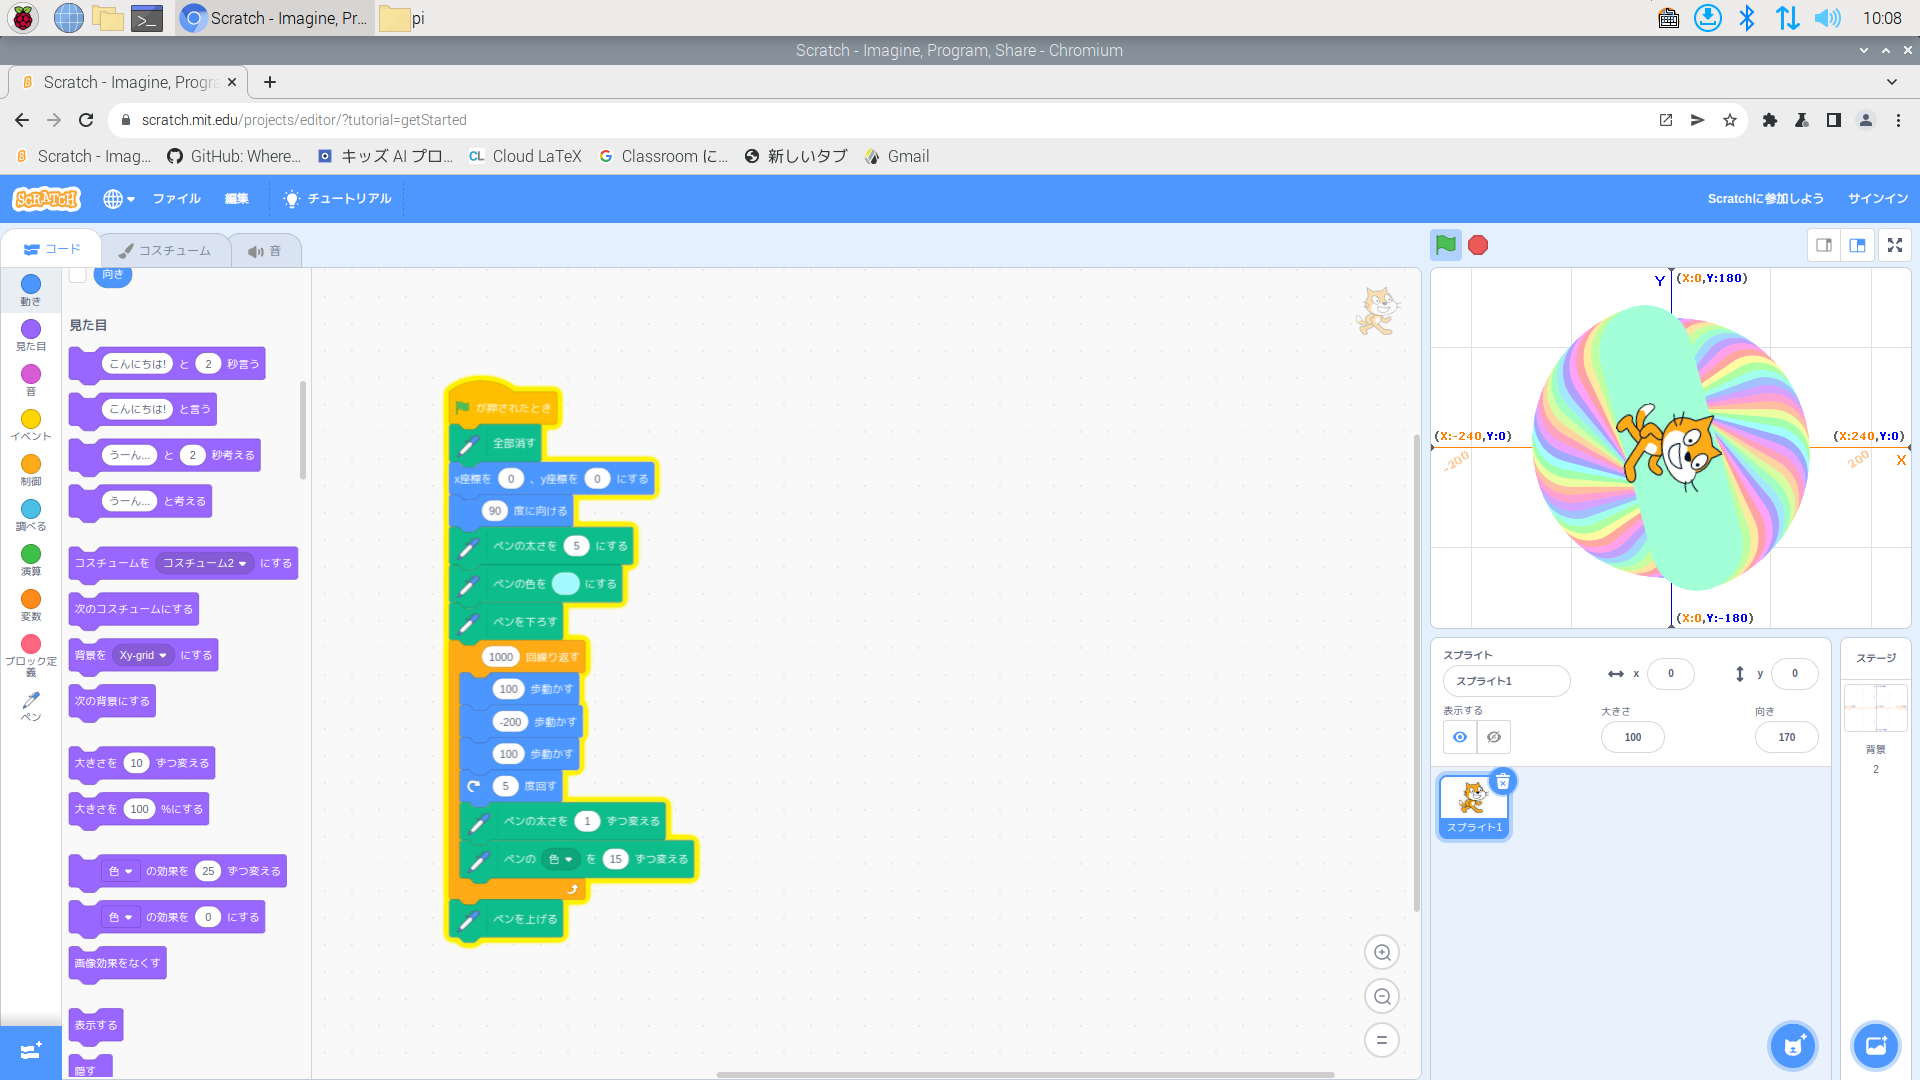 Scratch - Imagine, Pr...
pi
10:08
Scratch - Imagine, Program, Share - Chromium
Scratch - Imagine, Progra
scratch.mit.edu/projects/editor/?tutorial=getStarted
Scratch - Imag...
GitHub: Where...
キッズ AI プロ...
CL Cloud LaTeX
Classroom に...
新しいタブ
Gmail
SCRATCH
ファイル
編集
チュートリアル
Scratchに参加しよう
サインイン
コード
コスチューム
音
動き
見た目
音
イベント
制御
調べる
演算
変数
ブロック定
義
ペン
向き
見た目
こんにちは! と 2 秒言う
こんにちは! と言う
うーん... と 2 秒考える
うーん... と考える
コスチュームを コスチューム2 にする
次のコスチュームにする
背景を Xy-grid にする
次の背景にする
大きさを 10 ずつ変える
大きさを 100 %にする
色 の効果を 25 ずつ変える
色 の効果を 0 にする
画像効果をなくす
表示する
隠す
が押されたとき
全部消す
x座標を 0 、y座標を 0 にする
90 度に向ける
ペンの太さを 5 にする
ペンの色を にする
ペンを下ろす
1000 回繰り返す
100 歩動かす
-200 歩動かす
100 歩動かす
5 度回す
ペンの太さを 1 ずつ変える
ペンの 色 を 15 ずつ変える
ペンを上げる
Y (X:0,Y:180)
(X:-240,Y:0)
(X:240,Y:0)
-200
200
X
(X:0,Y:-180)
スプライト
スプライト1
x 0
y 0
表示する
大きさ
100
向き
170
スプライト1
ステージ
背景
2